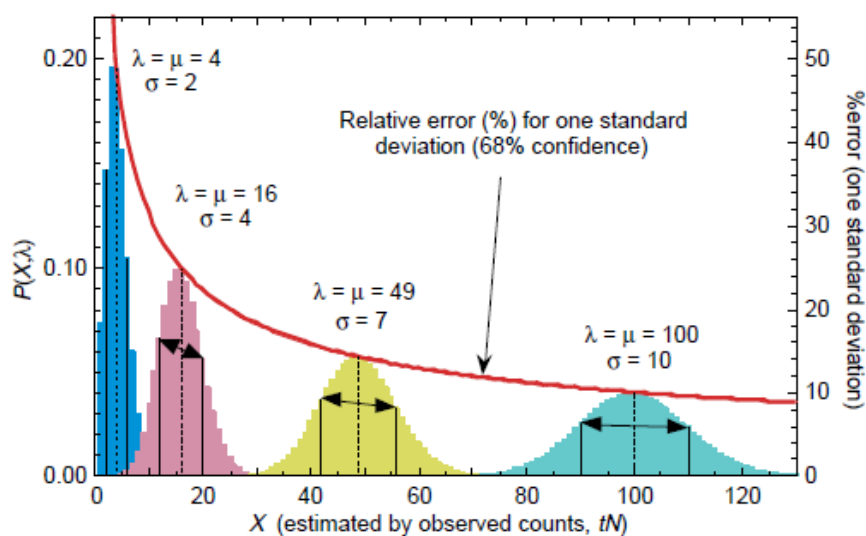 0.20
0.10
0.00
P(X,λ)
λ = μ = 4
σ = 2
λ = μ = 16
σ = 4
Relative error (%) for one standard
deviation (68% confidence)
λ = μ = 49
σ = 7
λ = μ = 100
σ = 10
50
40
30
20
10
0
%error (one standard deviation)
0 20 40 60 80 100 120
X (estimated by observed counts, tN)